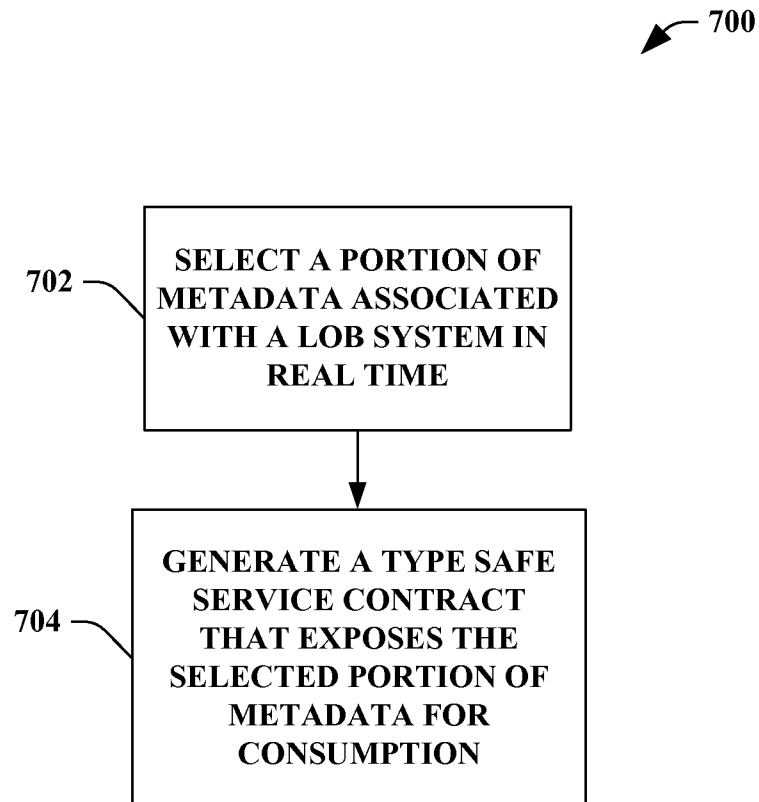 700
702
SELECT A PORTION OF
METADATA ASSOCIATED
WITH A LOB SYSTEM IN
REAL TIME
704
GENERATE A TYPE SAFE
SERVICE CONTRACT
THAT EXPOSES THE
SELECTED PORTION OF
METADATA FOR
CONSUMPTION